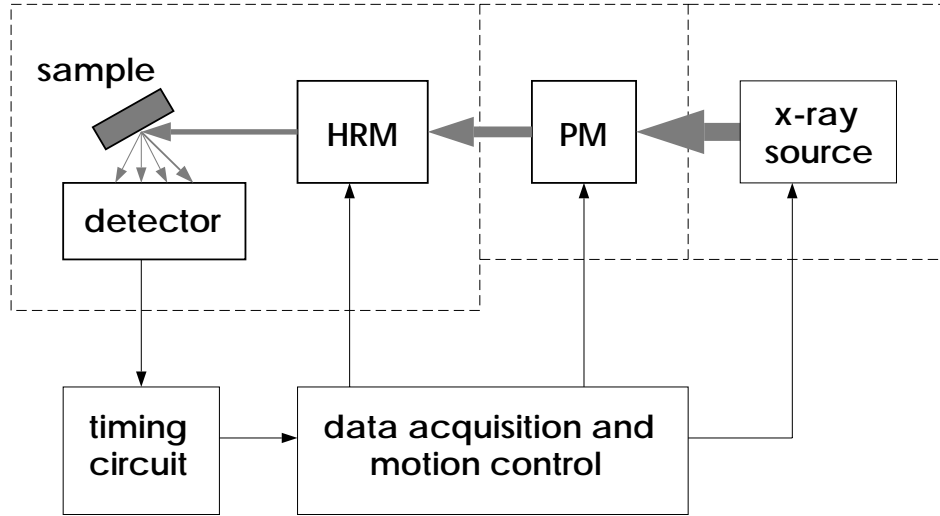 sample
HRM
PM
x-ray
source
detector
timing
circuit
data acquisition and
motion control